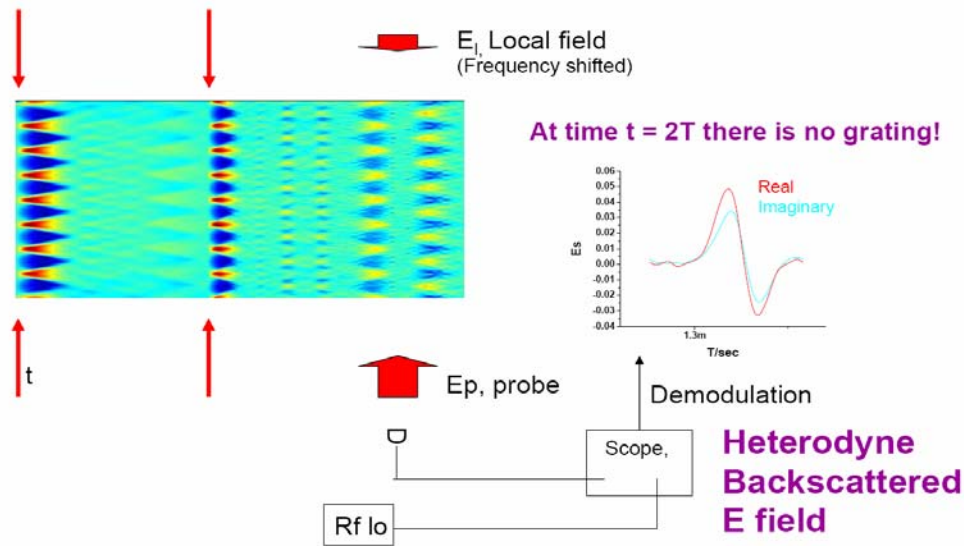 El, Local field
(Frequency shifted)
At time t = 2T there is no grating!
0.06
0.05
0.04
0.03
0.02
0.01
0.00
-0.01
-0.02
-0.03
-0.04
Es
Real
Imaginary
1.3m
T/sec
t
Ep, probe
Demodulation
D
Scope,
Rf lo
Heterodyne
Backscattered
E field